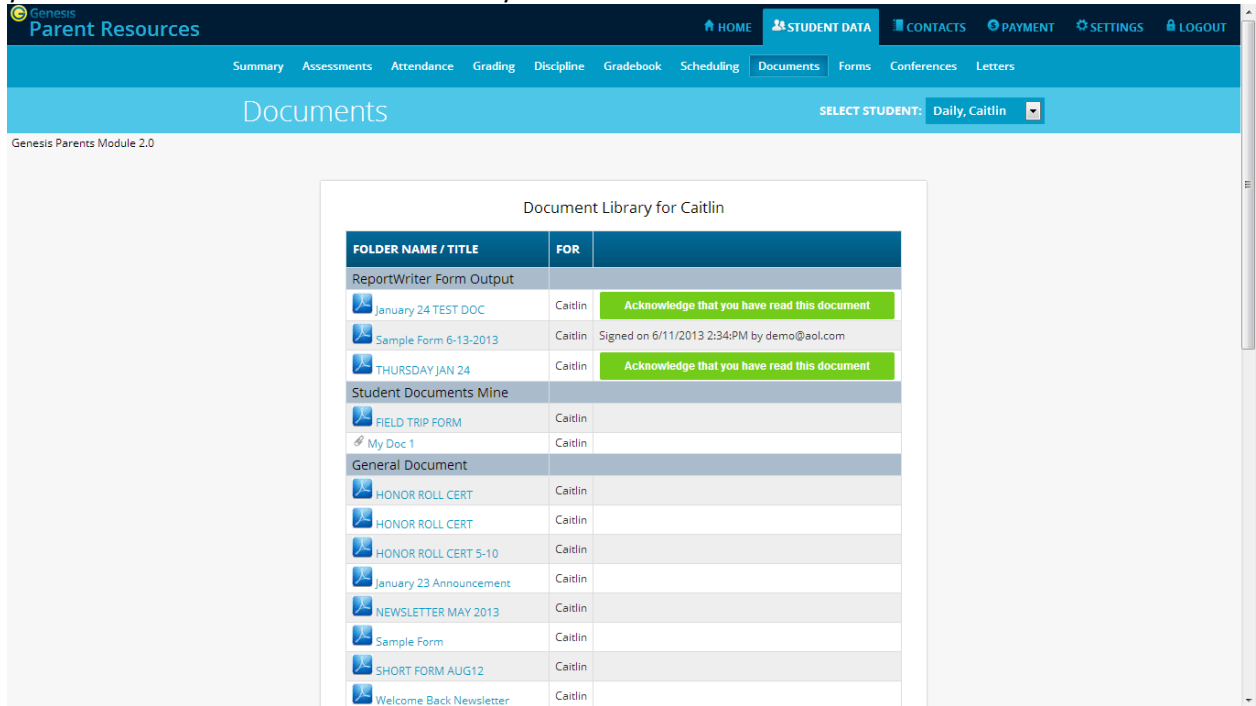 Genesis
Parent Resources
HOME STUDENT DATA CONTACTS PAYMENT SETTINGS LOGOUT
Summary Assessments Attendance Grading Discipline Gradebook Scheduling Documents Forms Conferences Letters
Documents SELECT STUDENT: Daily, Caitlin
Genesis Parents Module 2.0
Document Library for Caitlin
FOLDER NAME / TITLE FOR
ReportWriter Form Output
January 24 TEST DOC Caitlin Acknowledge that you have read this document
Sample Form 6-13-2013 Caitlin Signed on 6/11/2013 2:34:PM by demo@aol.com
THURSDAY JAN 24 Caitlin Acknowledge that you have read this document
Student Documents Mine
FIELD TRIP FORM Caitlin
My Doc 1 Caitlin
General Document
HONOR ROLL CERT Caitlin
HONOR ROLL CERT Caitlin
HONOR ROLL CERT 5-10 Caitlin
January 23 Announcement Caitlin
NEWSLETTER MAY 2013 Caitlin
Sample Form Caitlin
SHORT FORM AUG12 Caitlin
Welcome Back Newsletter Caitlin